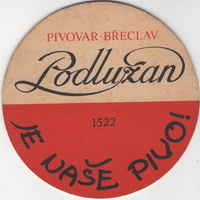 PIVOVAR · BŘECLAV
Podlužan
1522
JE NAŠE PIVO!